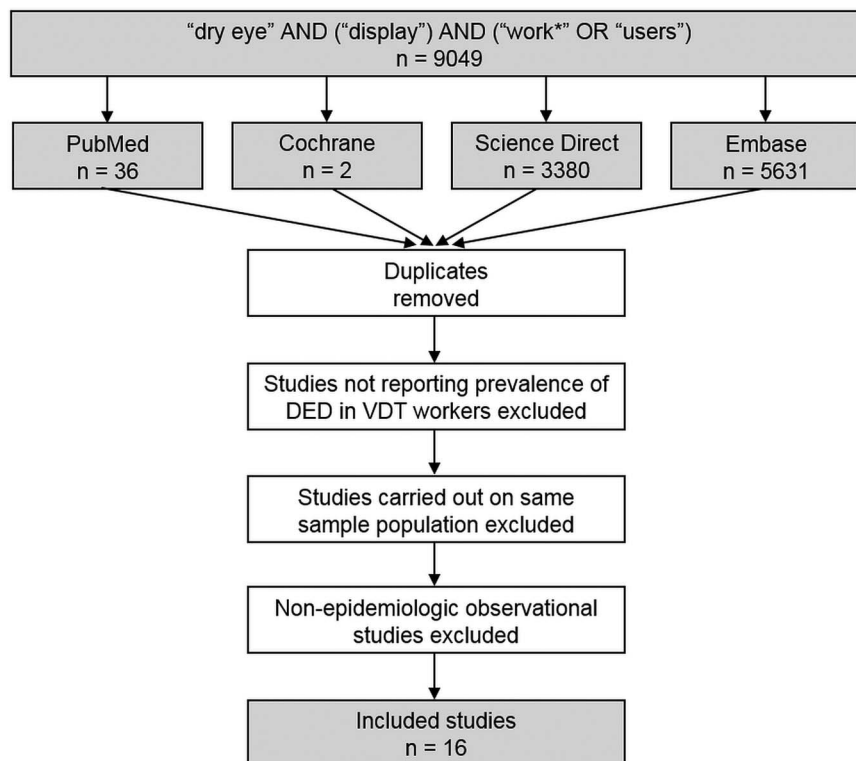 “dry eye” AND (“display”) AND (“work*” OR “users”)
n = 9049
PubMed
n = 36
Cochrane
n = 2
Science Direct
n = 3380
Embase
n = 5631
Duplicates
removed
Studies not reporting prevalence of
DED in VDT workers excluded
Studies carried out on same
sample population excluded
Non-epidemiologic observational
studies excluded
Included studies
n = 16